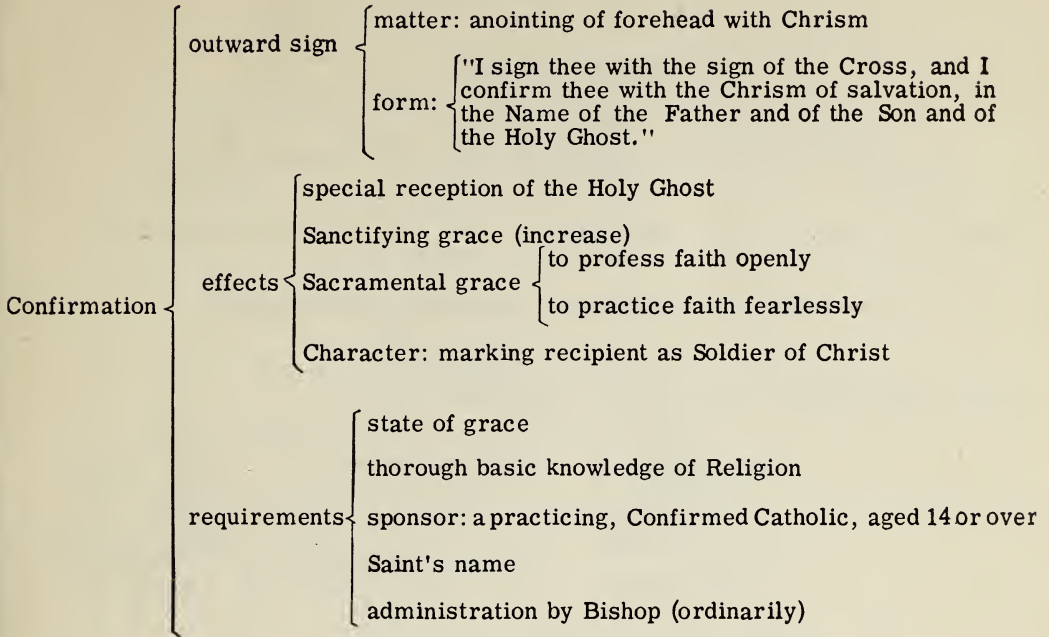 outward sign
matter: anointing of forehead with Chrism
form:
"I sign thee with the sign of the Cross, and I
confirm thee with the Chrism of salvation, in
the Name of the Father and of the Son and of
the Holy Ghost."
Confirmation
effects
special reception of the Holy Ghost
Sanctifying grace (increase)
Sacramental grace
to profess faith openly
to practice faith fearlessly
Character: marking recipient as Soldier of Christ
requirements
state of grace
thorough basic knowledge of Religion
sponsor: a practicing, Confirmed Catholic, aged 14 or over
Saint's name
administration by Bishop (ordinarily)